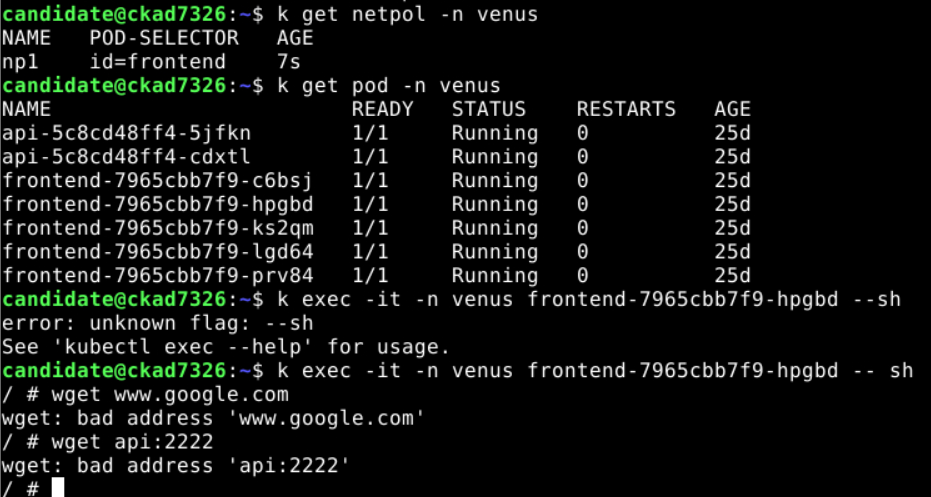 candidate@ckad7326:~$ k get netpol -n venus
NAME   POD-SELECTOR   AGE
np1    id=frontend    7s
candidate@ckad7326:~$ k get pod -n venus
NAME                        READY   STATUS    RESTARTS   AGE
api-5c8cd48ff4-5jfkn        1/1     Running   0          25d
api-5c8cd48ff4-cdxtl        1/1     Running   0          25d
frontend-7965cbb7f9-c6bsj   1/1     Running   0          25d
frontend-7965cbb7f9-hpgbd   1/1     Running   0          25d
frontend-7965cbb7f9-ks2qm   1/1     Running   0          25d
frontend-7965cbb7f9-lgd64   1/1     Running   0          25d
frontend-7965cbb7f9-prv84   1/1     Running   0          25d
candidate@ckad7326:~$ k exec -it -n venus frontend-7965cbb7f9-hpgbd --sh
error: unknown flag: --sh
See 'kubectl exec --help' for usage.
candidate@ckad7326:~$ k exec -it -n venus frontend-7965cbb7f9-hpgbd -- sh
/ # wget www.google.com
wget: bad address 'www.google.com'
/ # wget api:2222
wget: bad address 'api:2222'
/ #